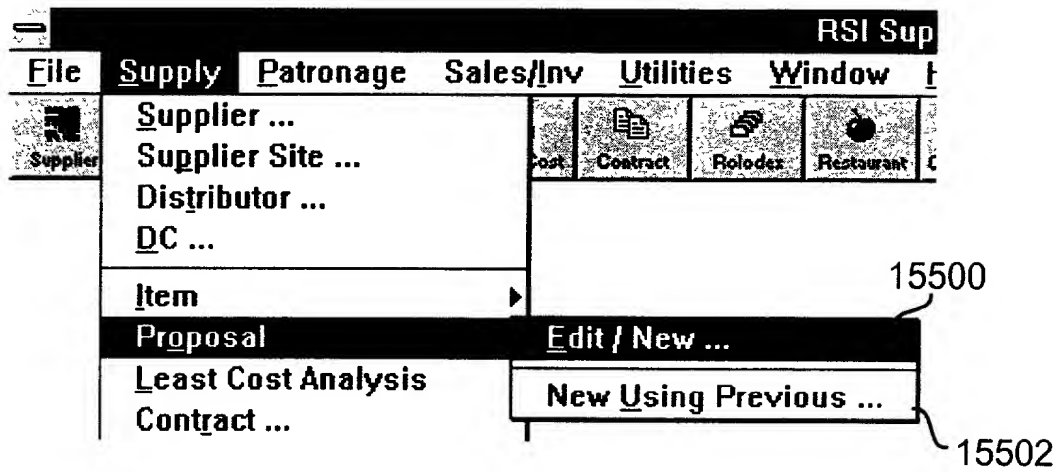 RSI Sup
File Supply Patronage Sales/Inv Utilities Window
Supplier Cost Contract Rolodex Restaurant
Supplier ...
Supplier Site ...
Distributor ...
DC ...
Item
Proposal
Least Cost Analysis
Contract ...
Edit / New ...
New Using Previous ...
15500
15502